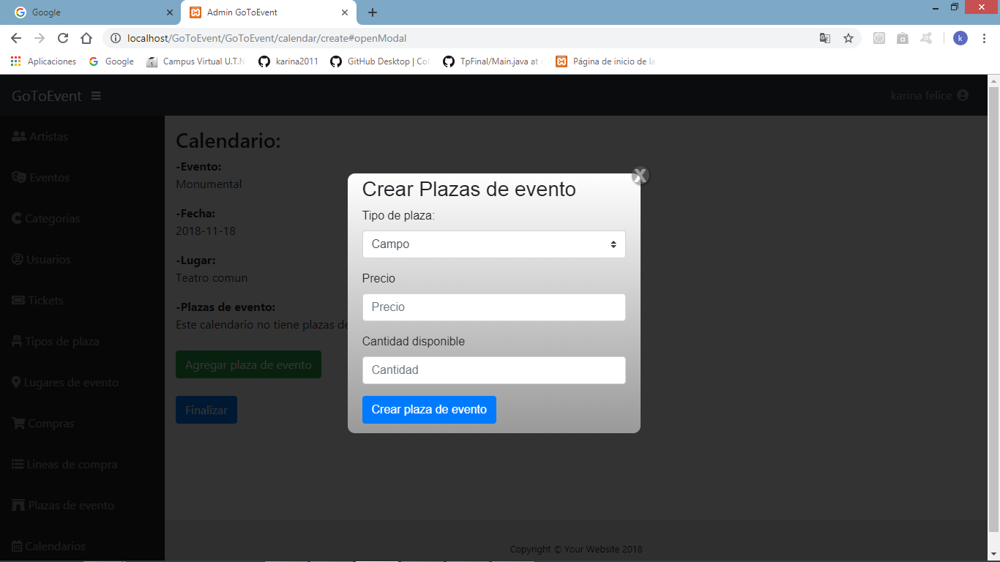 Google
Admin GoToEvent
localhost/GoToEvent/GoToEvent/calendar/create#openModal
k
Aplicaciones
Google
Campus Virtual U.T.N
karina2011
GitHub Desktop | Col
TpFinal/Main.java at
Página de inicio de la
GoToEvent
karina felice
Artistas
Eventos
Categorias
Usuarios
Tickets
Tipos de plaza
Lugares de evento
Compras
Lineas de compra
Plazas de evento
Calendarios
Calendario:
-Evento:
Monumental
-Fecha:
2018-11-18
-Lugar:
Teatro comun
-Plazas de evento:
Este calendario no tiene plazas de
Agregar plaza de evento
Finalizar
X
Crear Plazas de evento
Tipo de plaza:
Campo
Precio
Precio
Cantidad disponible
Cantidad
Crear plaza de evento
Copyright © Your Website 2018